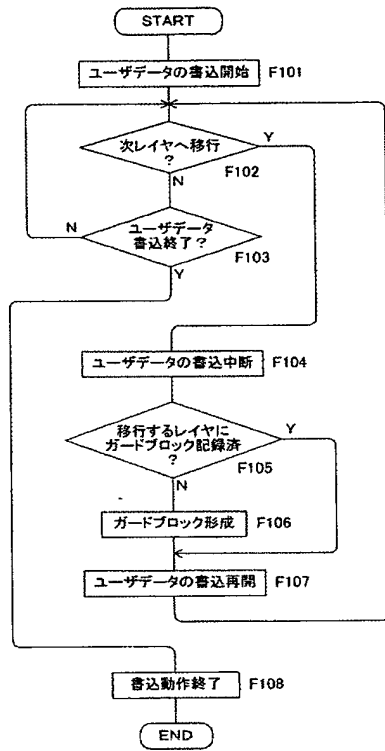 START
ユーザデータの書込開始 F101
次レイヤへ移行
?
Y
F102
N
ユーザデータ
書込終了?
N
F103
Y
ユーザデータの書込中断 F104
移行するレイヤに
ガードブロック記録済
?
Y
F105
N
ガードブロック形成 F106
ユーザデータの書込再開 F107
書込動作終了 F108
END